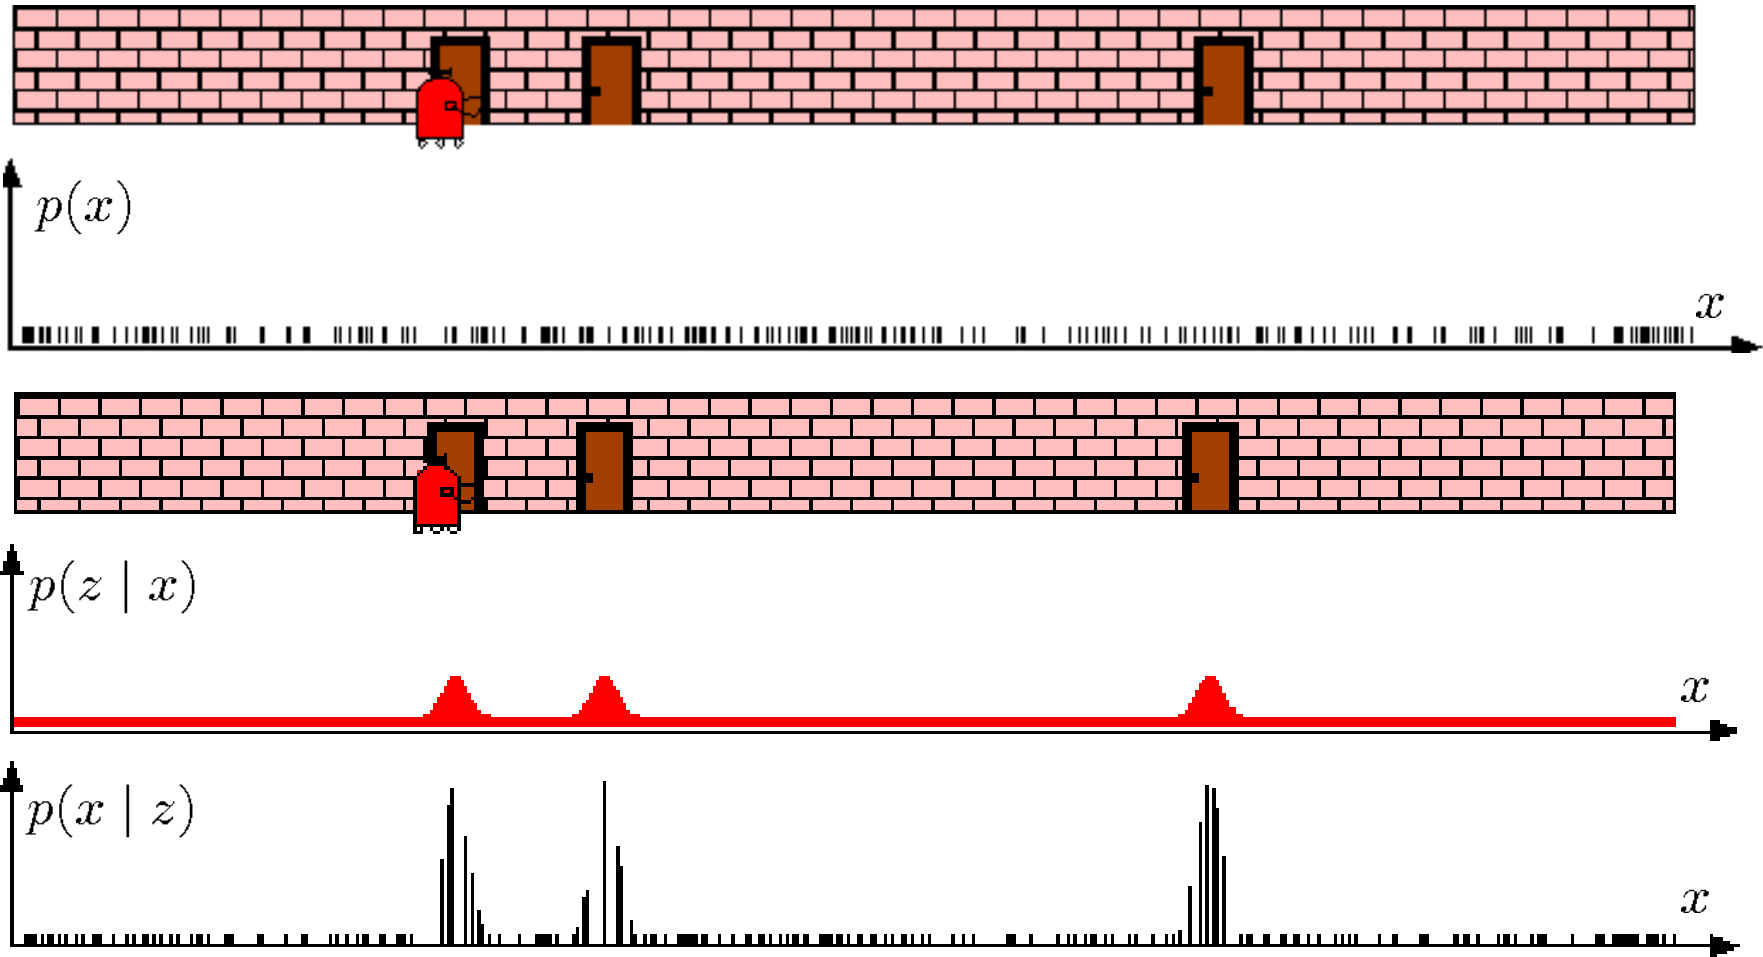 p(x)
x
p(z | x)
x
p(x | z)
x